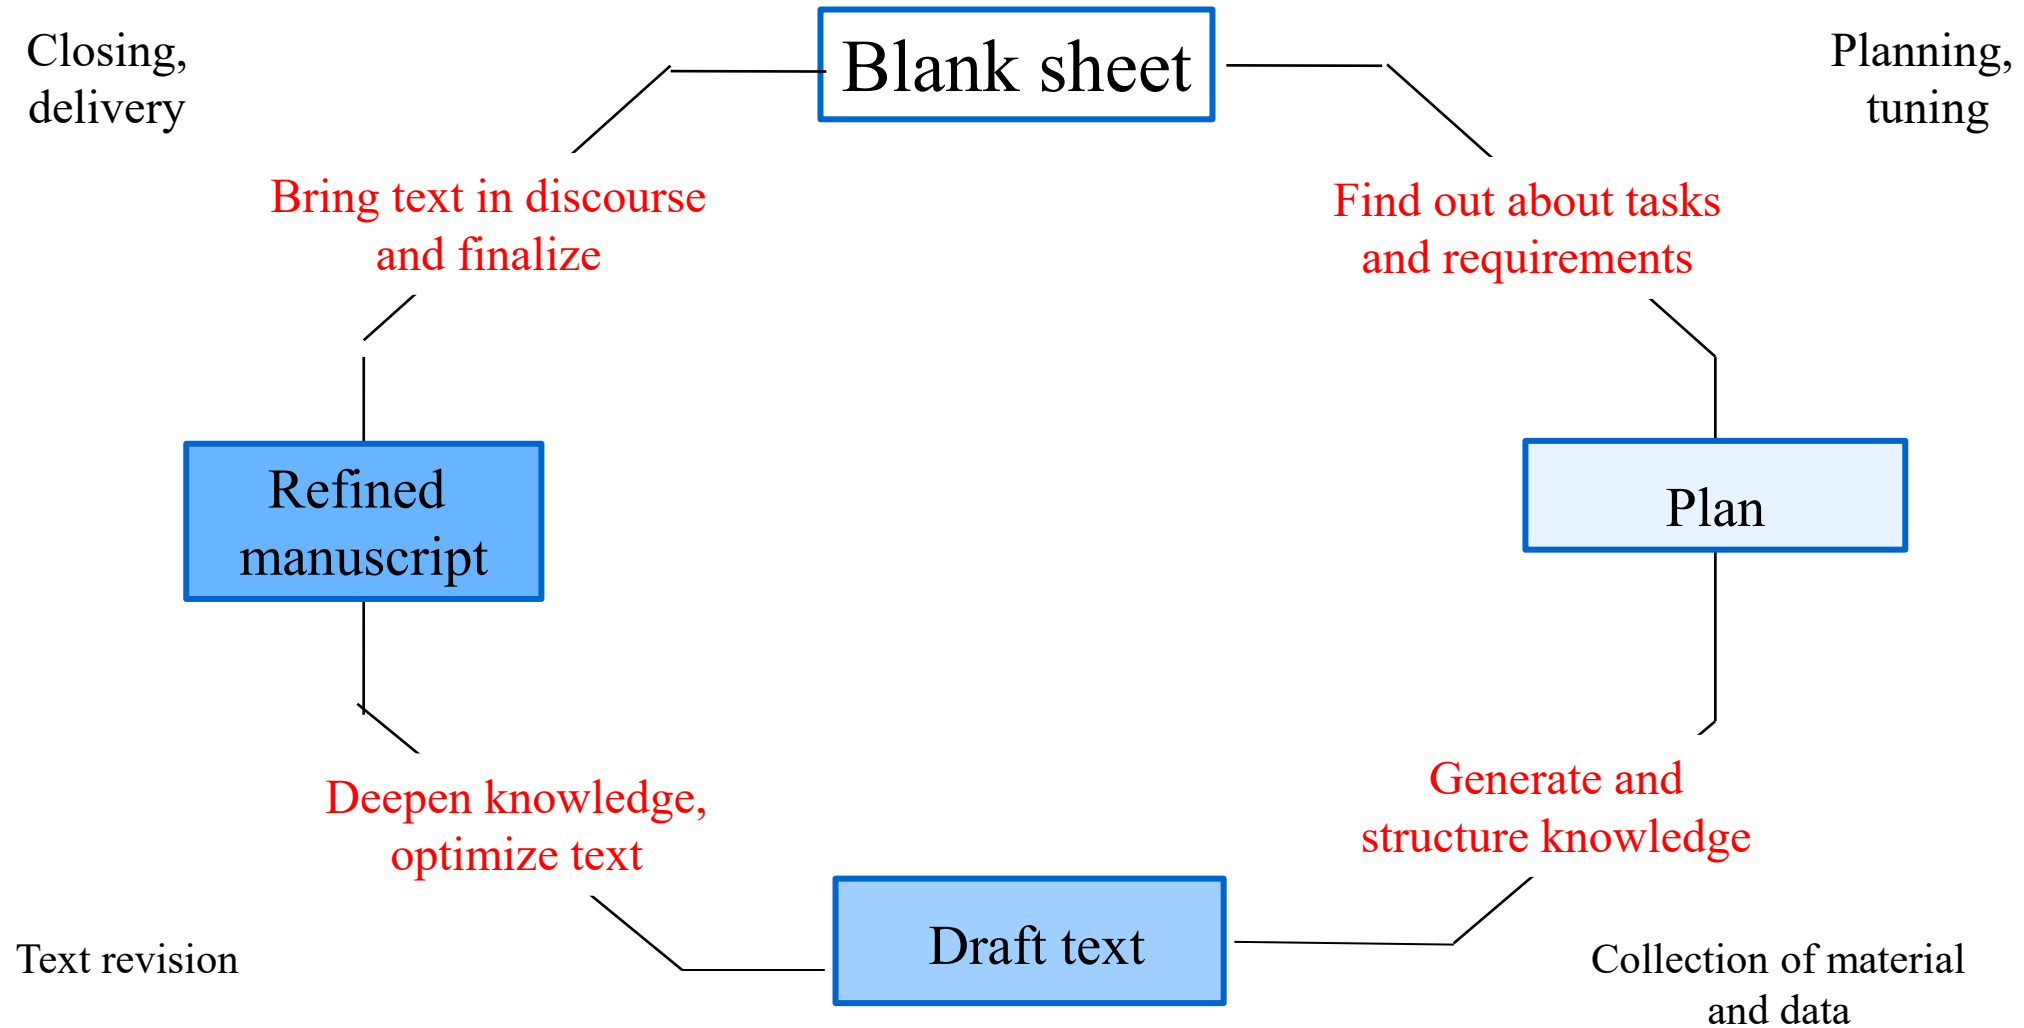 Closing,
delivery
Blank sheet
Planning,
tuning
Bring text in discourse
and finalize
Find out about tasks
and requirements
Refined
manuscript
Plan
Deepen knowledge,
optimize text
Generate and
structure knowledge
Draft text
Text revision
Collection of material
and data